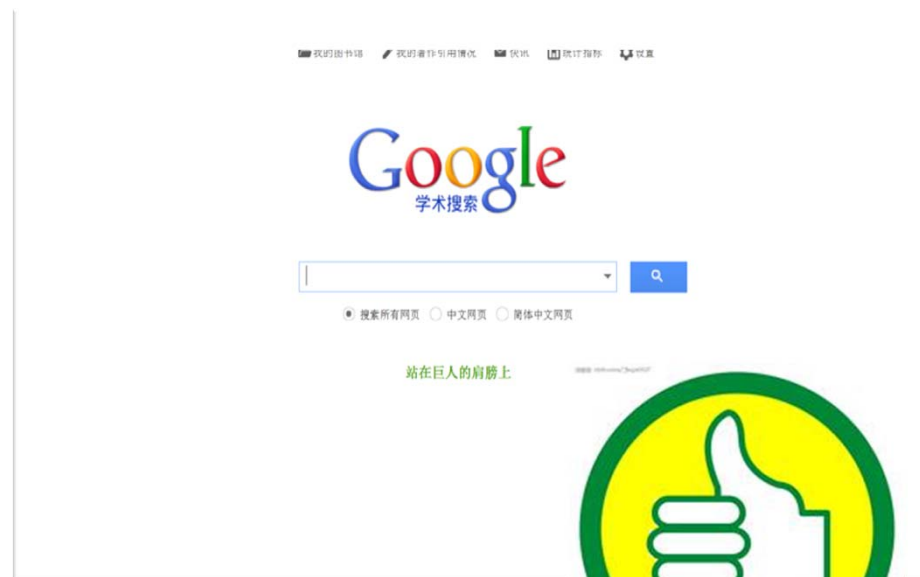 我的图书馆 我的著作引用情况 快讯 统计指标 设置
Google
学术搜索
搜索所有网页 中文网页 简体中文网页
站在巨人的肩膀上